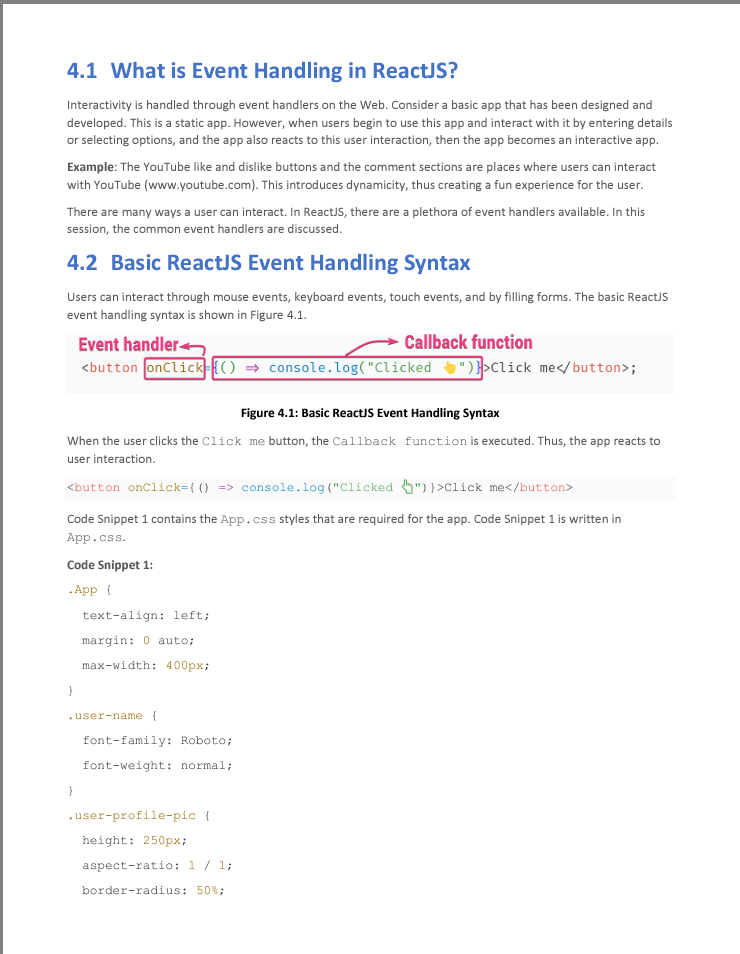 4.1 What is Event Handling in ReactJS?
Interactivity is handled through event handlers on the Web. Consider a basic app that has been designed and
developed. This is a static app. However, when users begin to use this app and interact with it by entering details
or selecting options, and the app also reacts to this user interaction, then the app becomes an interactive app.
Example: The YouTube like and dislike buttons and the comment sections are places where users can interact
with YouTube (www.youtube.com). This introduces dynamicity, thus creating a fun experience for the user.
There are many ways a user can interact. In ReactJS, there are a plethora of event handlers available. In this
session, the common event handlers are discussed.
4.2 Basic ReactJS Event Handling Syntax
Users can interact through mouse events, keyboard events, touch events, and by filling forms. The basic ReactJS
event handling syntax is shown in Figure 4.1.
Event handler Callback function
<button onClick={() => console.log("Clicked 👆")}>Click me</button>;
Figure 4.1: Basic ReactJS Event Handling Syntax
When the user clicks the Click me button, the Callback function is executed. Thus, the app reacts to
user interaction.
<button onClick={() => console.log("Clicked 👆")}>Click me</button>
Code Snippet 1 contains the App.css styles that are required for the app. Code Snippet 1 is written in
App.css.
Code Snippet 1:
.App {
text-align: left;
margin: 0 auto;
max-width: 400px;
}
.user-name {
font-family: Roboto;
font-weight: normal;
}
.user-profile-pic {
height: 250px;
aspect-ratio: 1 / 1;
border-radius: 50%;